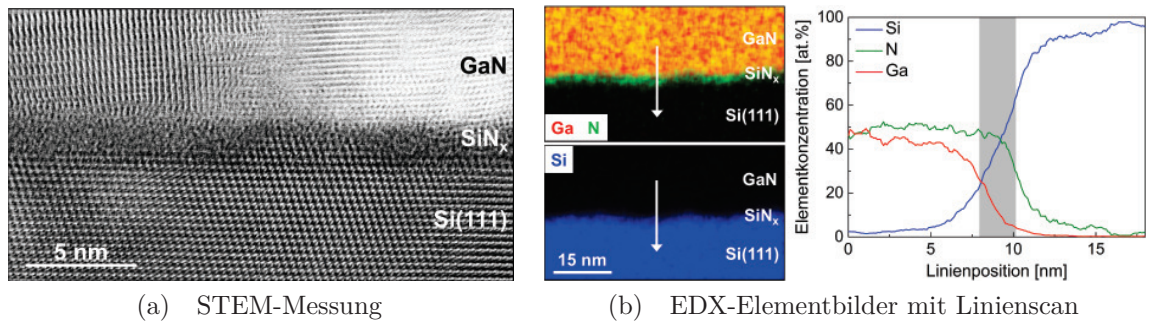 GaN
SiNx
Si(111)
5 nm
(a) STEM-Messung
GaN
SiNx
Si(111)
Ga N
Si
GaN
SiNx
Si(111)
15 nm
Elementkonzentration [at.%]
100
80
60
40
20
0
Si
N
Ga
0 5 10 15
Linienposition [nm]
(b) EDX-Elementbilder mit Linienscan